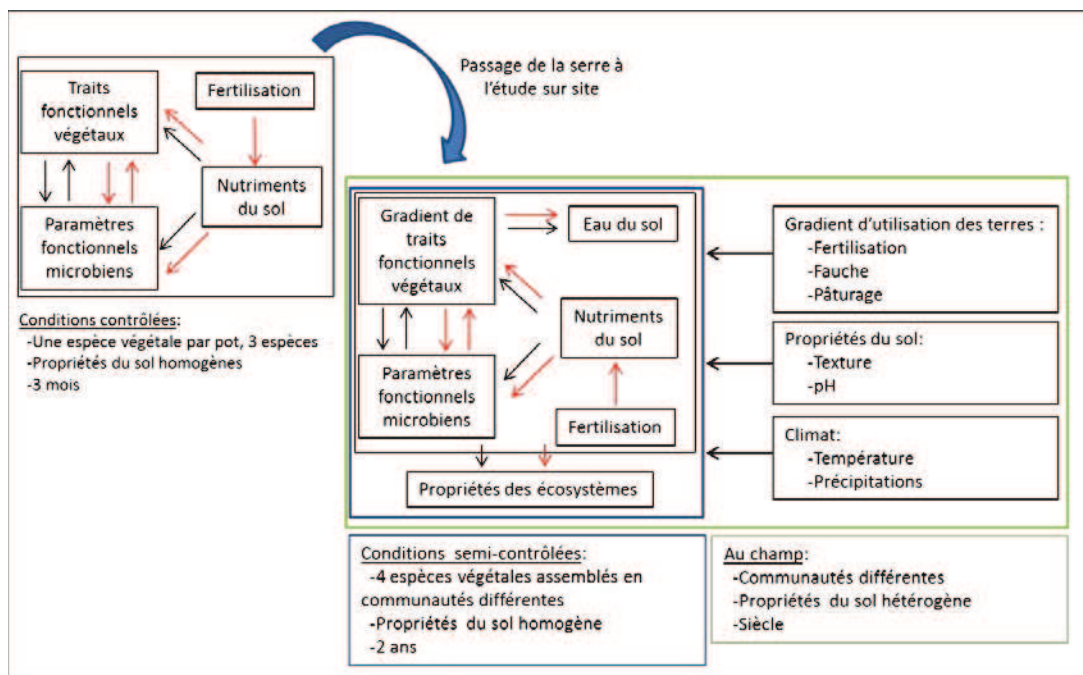 Passage de la serre à
l'étude sur site
Traits
fonctionnels
végétaux
Fertilisation
Nutriments
du sol
Paramètres
fonctionnels
microbiens
Conditions contrôlées:
-Une espèce végétale par pot, 3 espèces
-Propriétés du sol homogènes
-3 mois
Gradient de
traits
fonctionnels
végétaux
Eau du sol
Nutriments
du sol
Paramètres
fonctionnels
microbiens
Fertilisation
Propriétés des écosystèmes
Gradient d'utilisation des terres :
-Fertilisation
-Fauche
-Pâturage
Propriétés du sol:
-Texture
-pH
Climat:
-Température
-Précipitations
Conditions semi-contrôlées:
-4 espèces végétales assemblés en
communautés différentes
-Propriétés du sol homogène
-2 ans
Au champ:
-Communautés différentes
-Propriétés du sol hétérogène
-Siècle